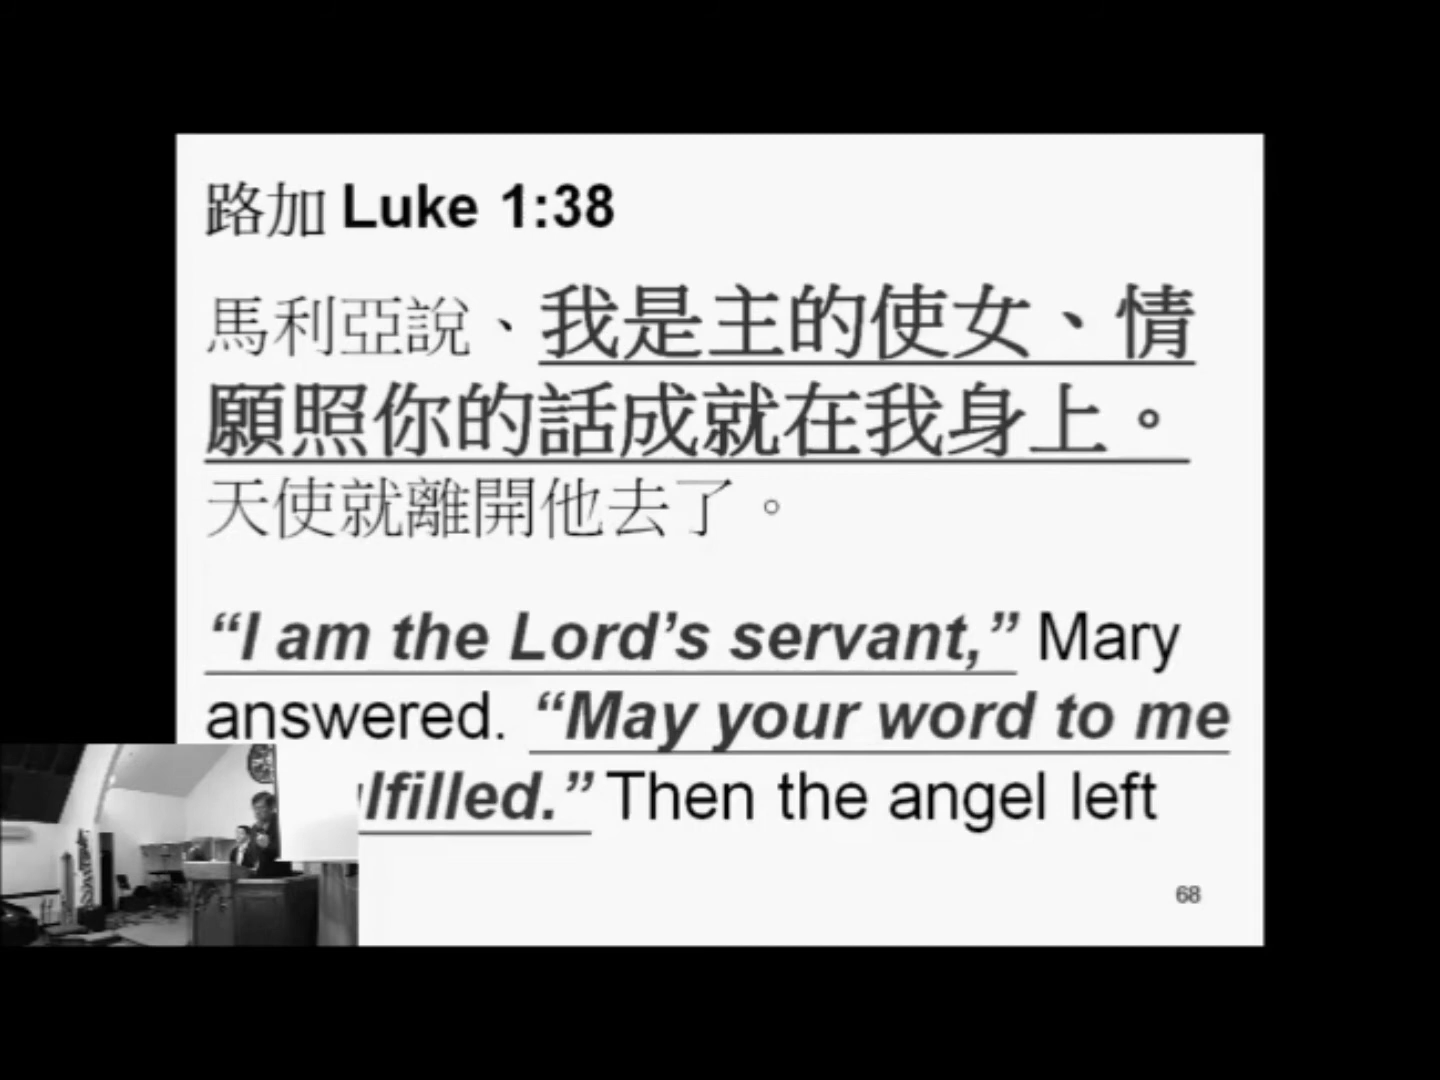 路加 Luke 1:38
馬利亞說、我是主的使女、情
願照你的話成就在我身上。
天使就離開他去了。
“I am the Lord’s servant,” Mary
answered. “May your word to me
lfilled.” Then the angel left
68